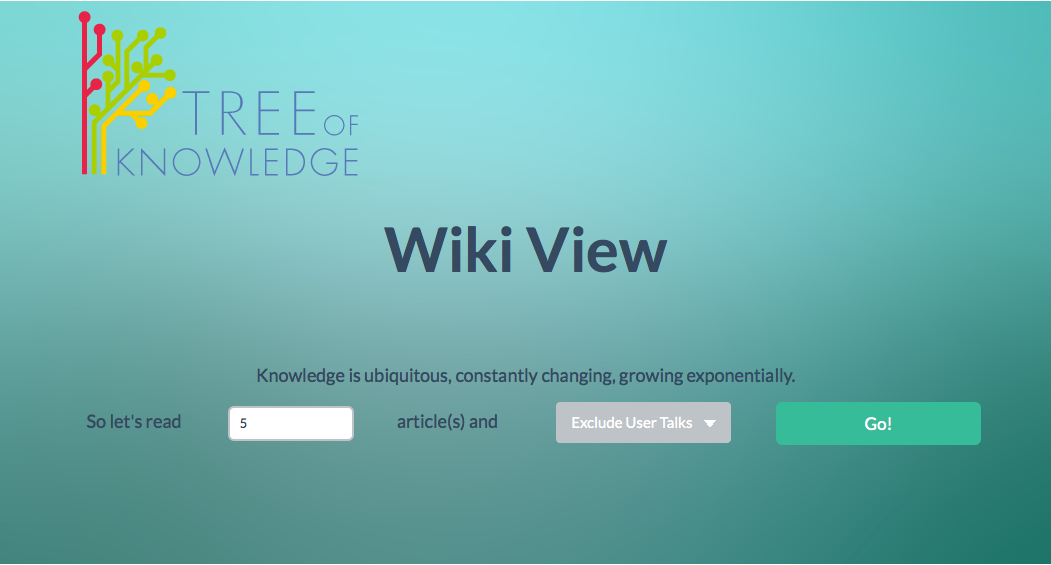 TREE OF
KNOWLEDGE
Wiki View
Knowledge is ubiquitous, constantly changing, growing exponentially.
So let's read 5 article(s) and Exclude User Talks Go!